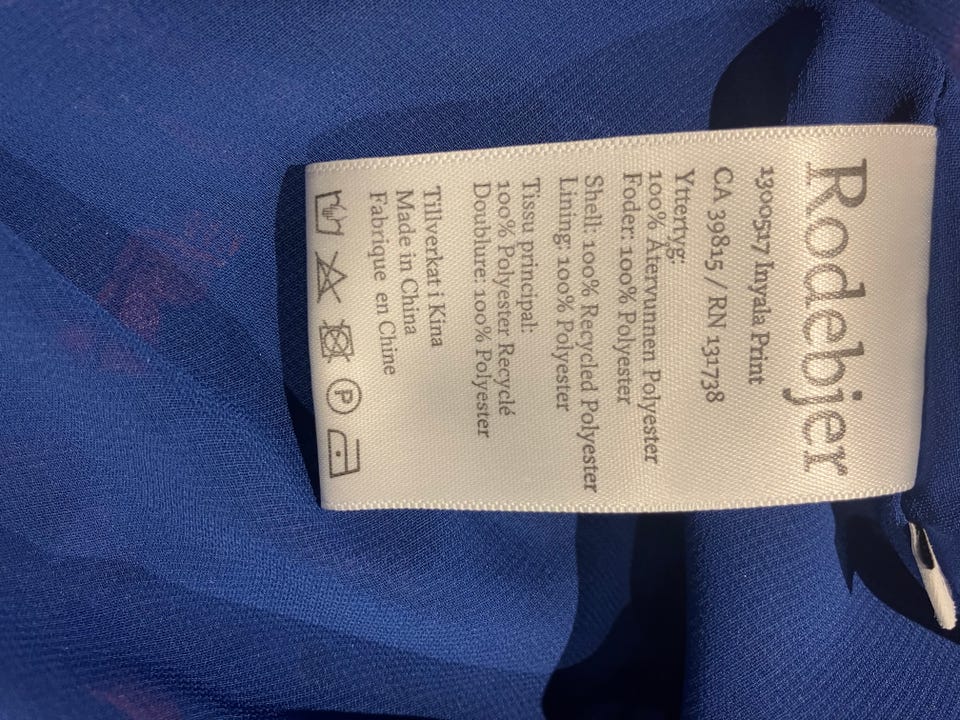 Rodebjer®
1300517 Inyala Print
CA 39815 / RN 131738
Yttertyg:
100% Återvunnen Polyester
Foder: 100% Polyester
Shell: 100% Recycled Polyester
Lining: 100% Polyester
Tissu principal:
100% Polyester Recyclé
Doublure: 100% Polyester
Tillverkat i Kina
Made in China
Fabrique en Chine
P